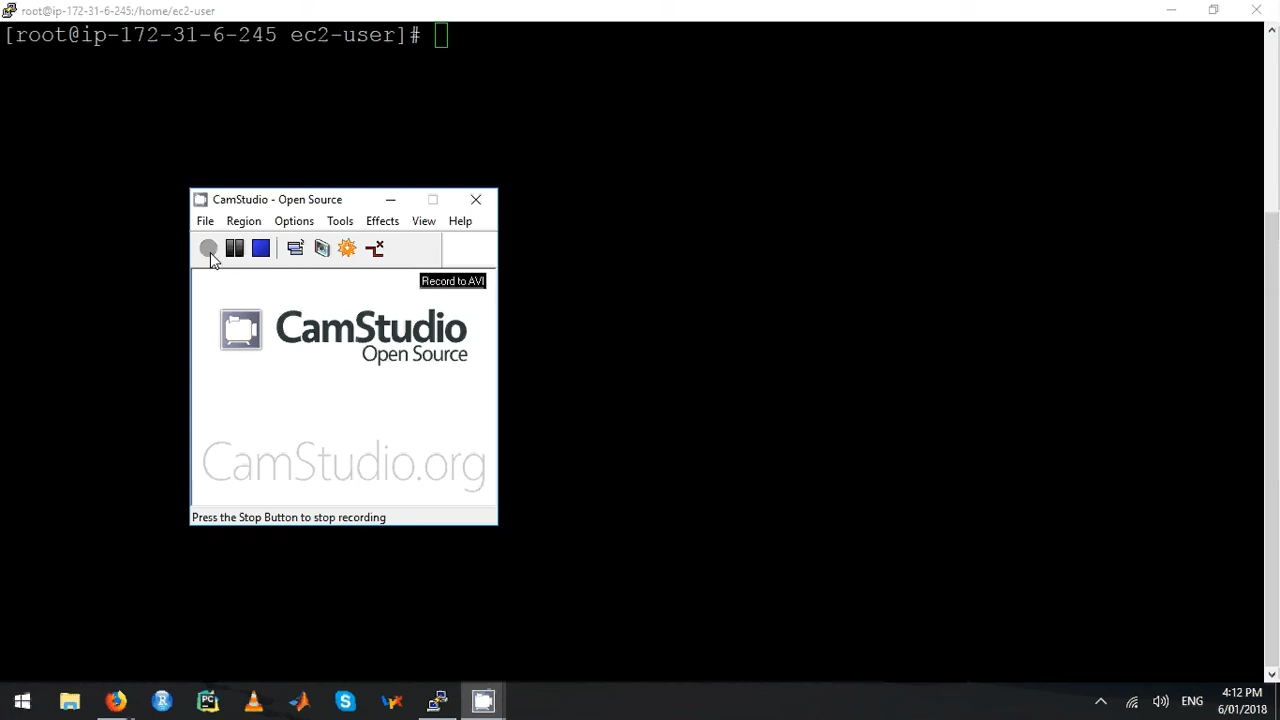 root@ip-172-31-6-245:/home/ec2-user
[root@ip-172-31-6-245 ec2-user]#
CamStudio - Open Source
File Region Options Tools Effects View Help
Record to AVI
CamStudio
Open Source
CamStudio.org
Press the Stop Button to stop recording
PC
ENG
4:12 PM
6/01/2018